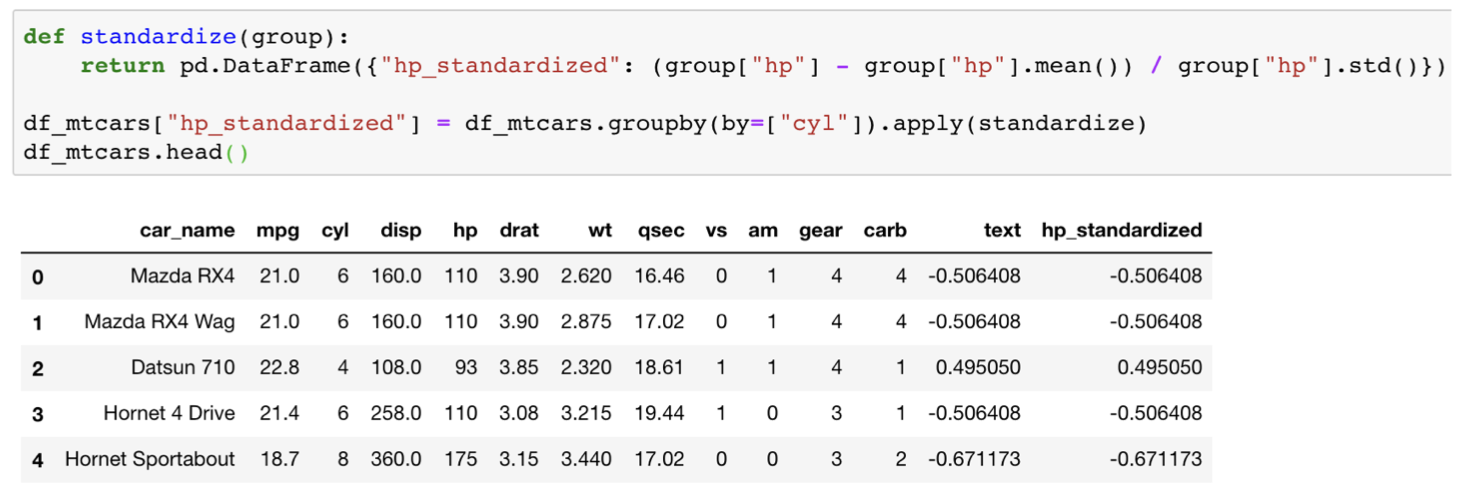 def standardize(group):
    return pd.DataFrame({"hp_standardized": (group["hp"] - group["hp"].mean()) / group["hp"].std()})
df_mtcars["hp_standardized"] = df_mtcars.groupby(by=["cyl"]).apply(standardize)
df_mtcars.head()
car_name mpg cyl disp hp drat wt qsec vs am gear carb text hp_standardized
0 Mazda RX4 21.0 6 160.0 110 3.90 2.620 16.46 0 1 4 4 -0.506408 -0.506408
1 Mazda RX4 Wag 21.0 6 160.0 110 3.90 2.875 17.02 0 1 4 4 -0.506408 -0.506408
2 Datsun 710 22.8 4 108.0 93 3.85 2.320 18.61 1 1 4 1 0.495050 0.495050
3 Hornet 4 Drive 21.4 6 258.0 110 3.08 3.215 19.44 1 0 3 1 -0.506408 -0.506408
4 Hornet Sportabout 18.7 8 360.0 175 3.15 3.440 17.02 0 0 3 2 -0.671173 -0.671173